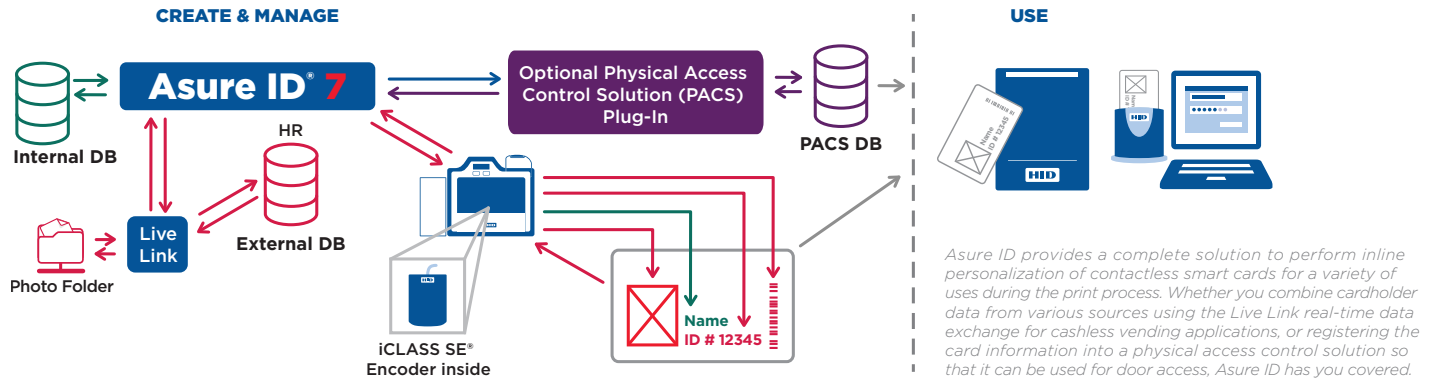 CREATE & MANAGE
USE
Asure ID® 7
Optional Physical Access
Control Solution (PACS)
Plug-In
Internal DB
HR
PACS DB
External DB
Live
Link
Photo Folder
iCLASS SE®
Encoder inside
Name
ID # 12345
Name
ID # 12345
HID
Name
ID #
HID
Asure ID provides a complete solution to perform inline
personalization of contactless smart cards for a variety of
uses during the print process. Whether you combine cardholder
data from various sources using the Live Link real-time data
exchange for cashless vending applications, or registering the
card information into a physical access control solution so
that it can be used for door access, Asure ID has you covered.